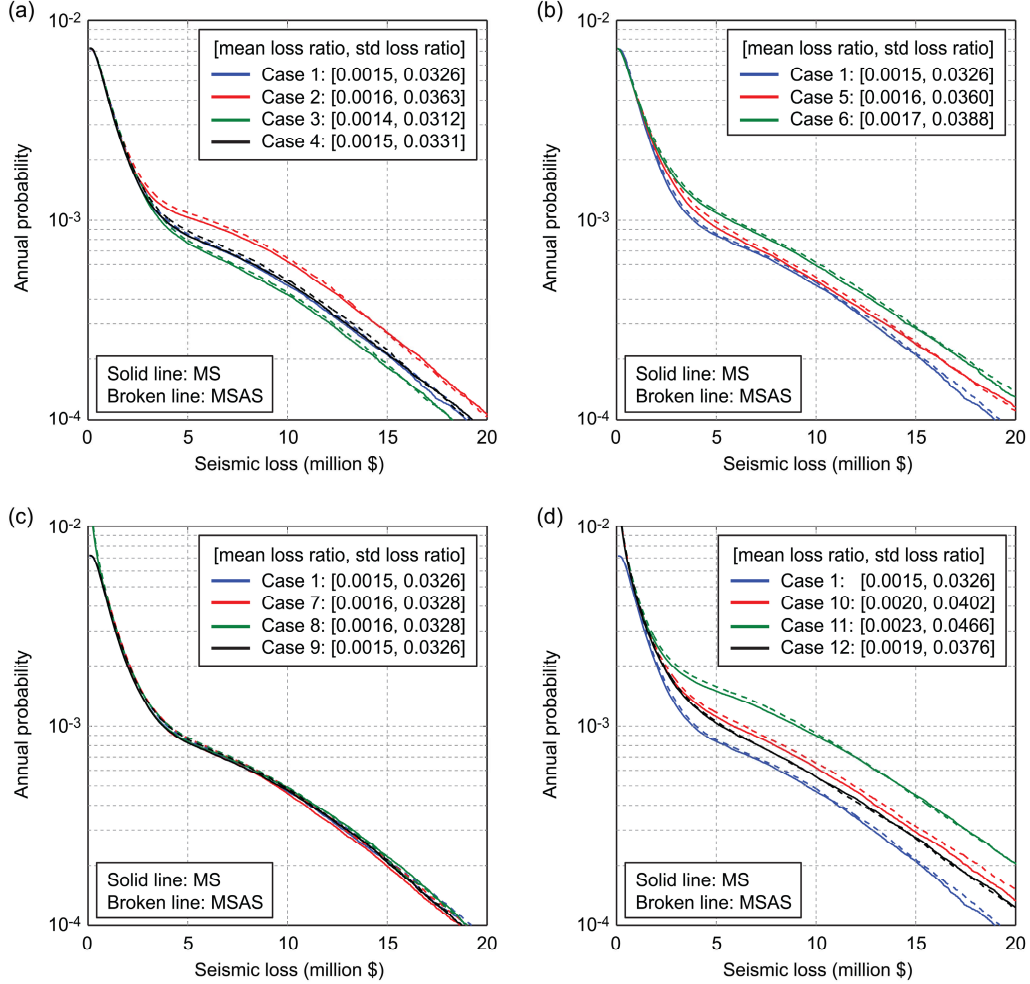 (a)
10-2
[mean loss ratio, std loss ratio]
Case 1: [0.0015, 0.0326]
Case 2: [0.0016, 0.0363]
Case 3: [0.0014, 0.0312]
Case 4: [0.0015, 0.0331]
Annual probability
10-3
Solid line: MS
Broken line: MSAS
10-4
0 5 10 15 20
Seismic loss (million $)
(b)
10-2
[mean loss ratio, std loss ratio]
Case 1: [0.0015, 0.0326]
Case 5: [0.0016, 0.0360]
Case 6: [0.0017, 0.0388]
Annual probability
10-3
Solid line: MS
Broken line: MSAS
10-4
0 5 10 15 20
Seismic loss (million $)
(c)
10-2
[mean loss ratio, std loss ratio]
Case 1: [0.0015, 0.0326]
Case 7: [0.0016, 0.0328]
Case 8: [0.0016, 0.0328]
Case 9: [0.0015, 0.0326]
Annual probability
10-3
Solid line: MS
Broken line: MSAS
10-4
0 5 10 15 20
Seismic loss (million $)
(d)
10-2
[mean loss ratio, std loss ratio]
Case 1: [0.0015, 0.0326]
Case 10: [0.0020, 0.0402]
Case 11: [0.0023, 0.0466]
Case 12: [0.0019, 0.0376]
Annual probability
10-3
Solid line: MS
Broken line: MSAS
10-4
0 5 10 15 20
Seismic loss (million $)